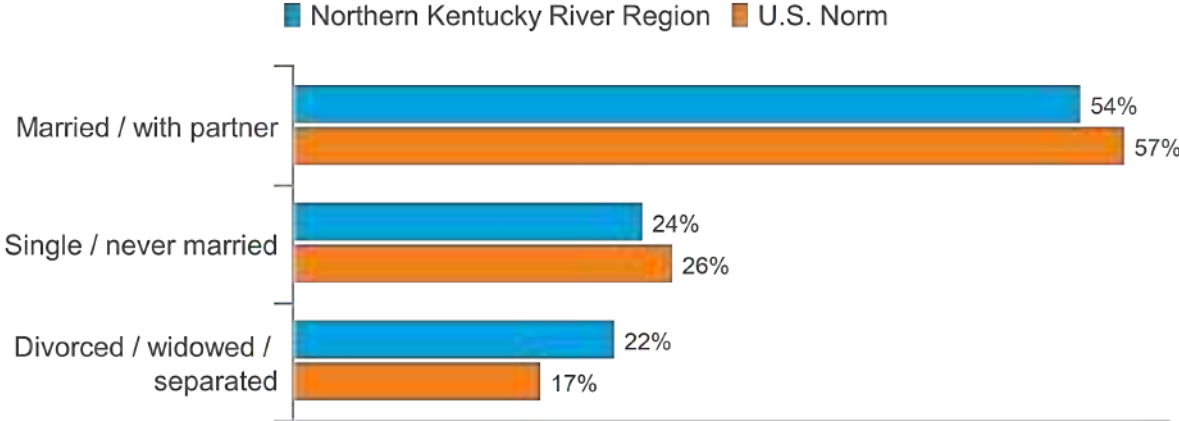 Northern Kentucky River Region U.S. Norm
Married / with partner
54%
57%
Single / never married
24%
26%
Divorced / widowed /
separated
22%
17%